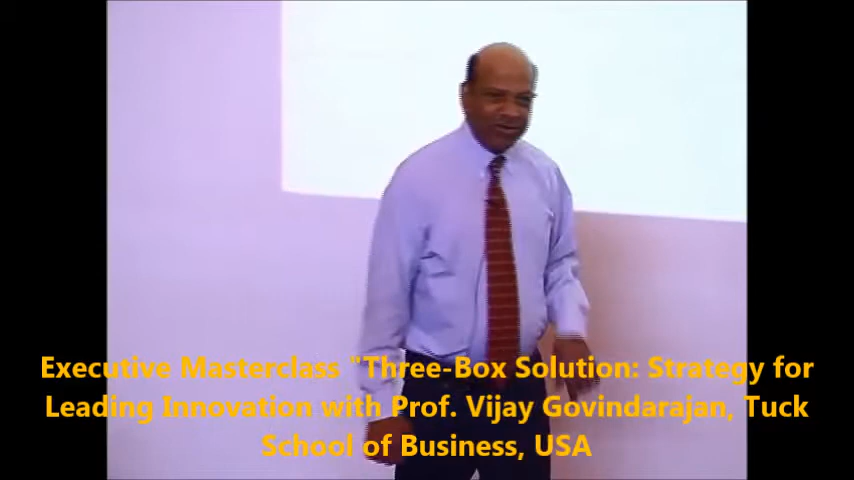 Executive Masterclass "Three-Box Solution: Strategy for
Leading Innovation with Prof. Vijay Govindarajan, Tuck
School of Business, USA